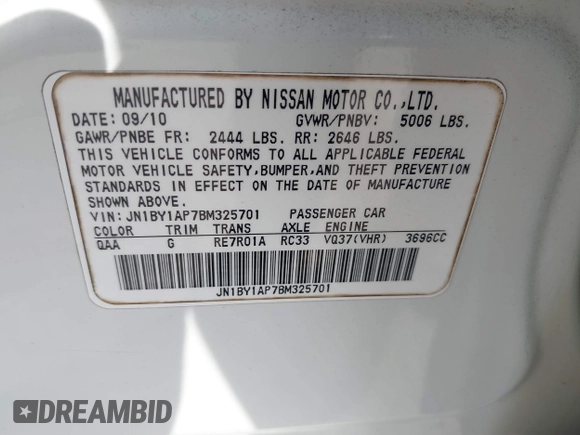 MANUFACTURED BY NISSAN MOTOR CO.,LTD.
DATE: 09/10 GVWR/PNBV: 5006 LBS.
GAWR/PNBE FR: 2444 LBS. RR: 2646 LBS.
THIS VEHICLE CONFORMS TO ALL APPLICABLE FEDERAL
MOTOR VEHICLE SAFETY,BUMPER,AND THEFT PREVENTION
STANDARDS IN EFFECT ON THE DATE OF MANUFACTURE
SHOWN ABOVE.
VIN: JN1BY1AP7BM325701 PASSENGER CAR
COLOR TRIM TRANS AXLE ENGINE
QAA G RE7R01A RC33 VQ37(VHR) 3696CC
JN1BY1AP7BM325701
DREAMBID